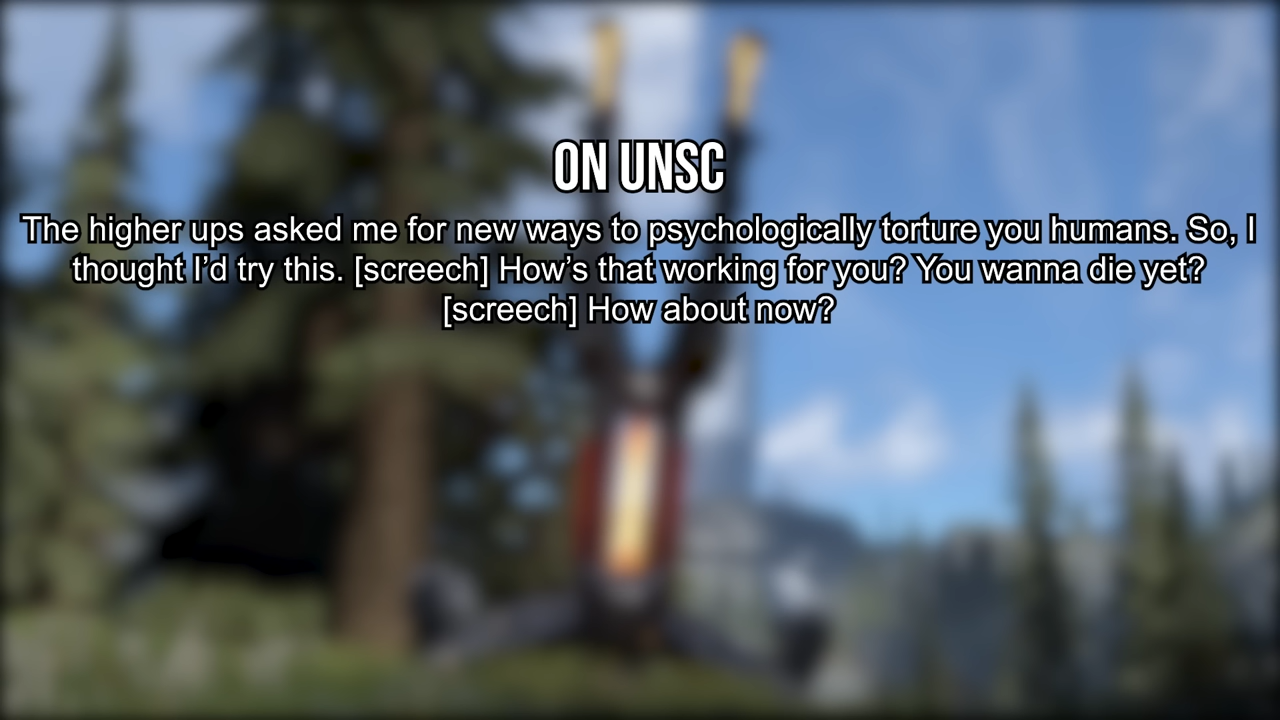 ON UNSC
The higher ups asked me for new ways to psychologically torture you humans. So, I
thought I’d try this. [screech] How’s that working for you? You wanna die yet?
[screech] How about now?